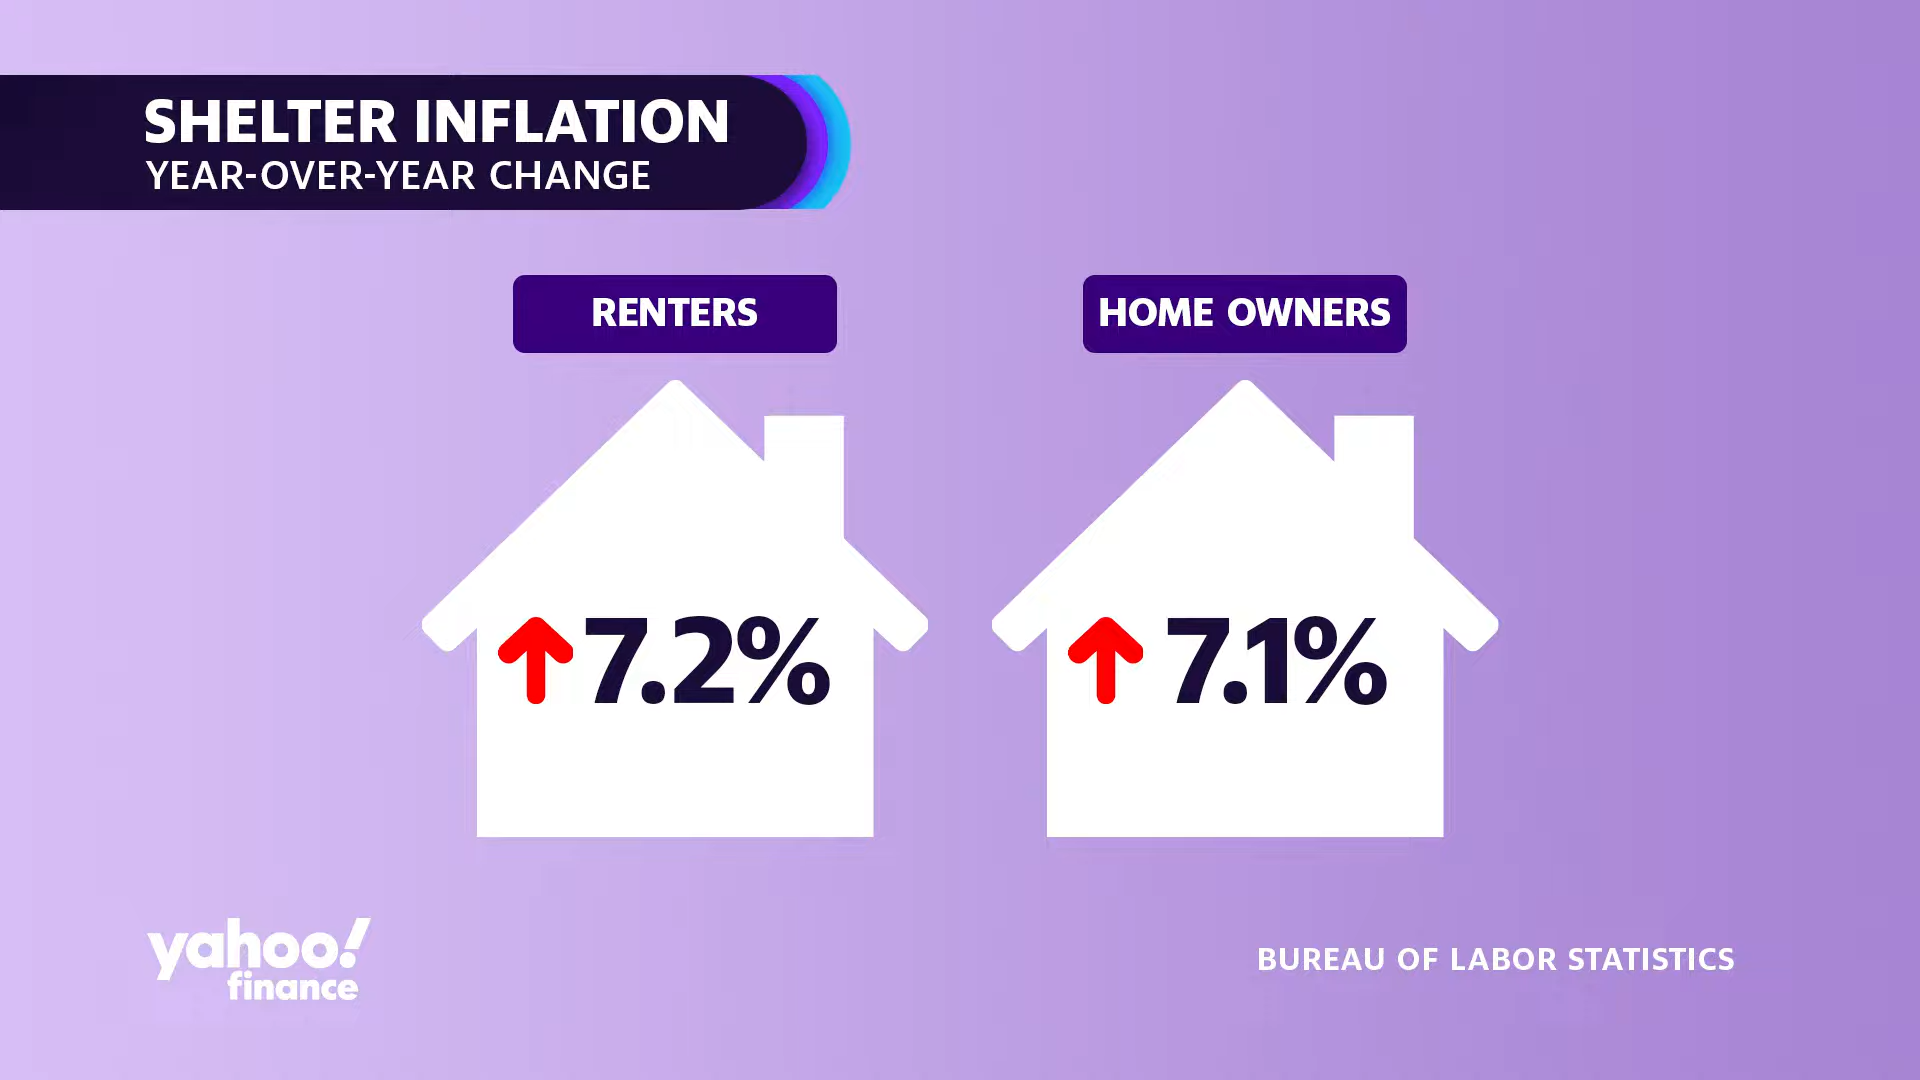 SHELTER INFLATION
YEAR-OVER-YEAR CHANGE
RENTERS
HOME OWNERS
7.2%
7.1%
yahoo!
finance
BUREAU OF LABOR STATISTICS